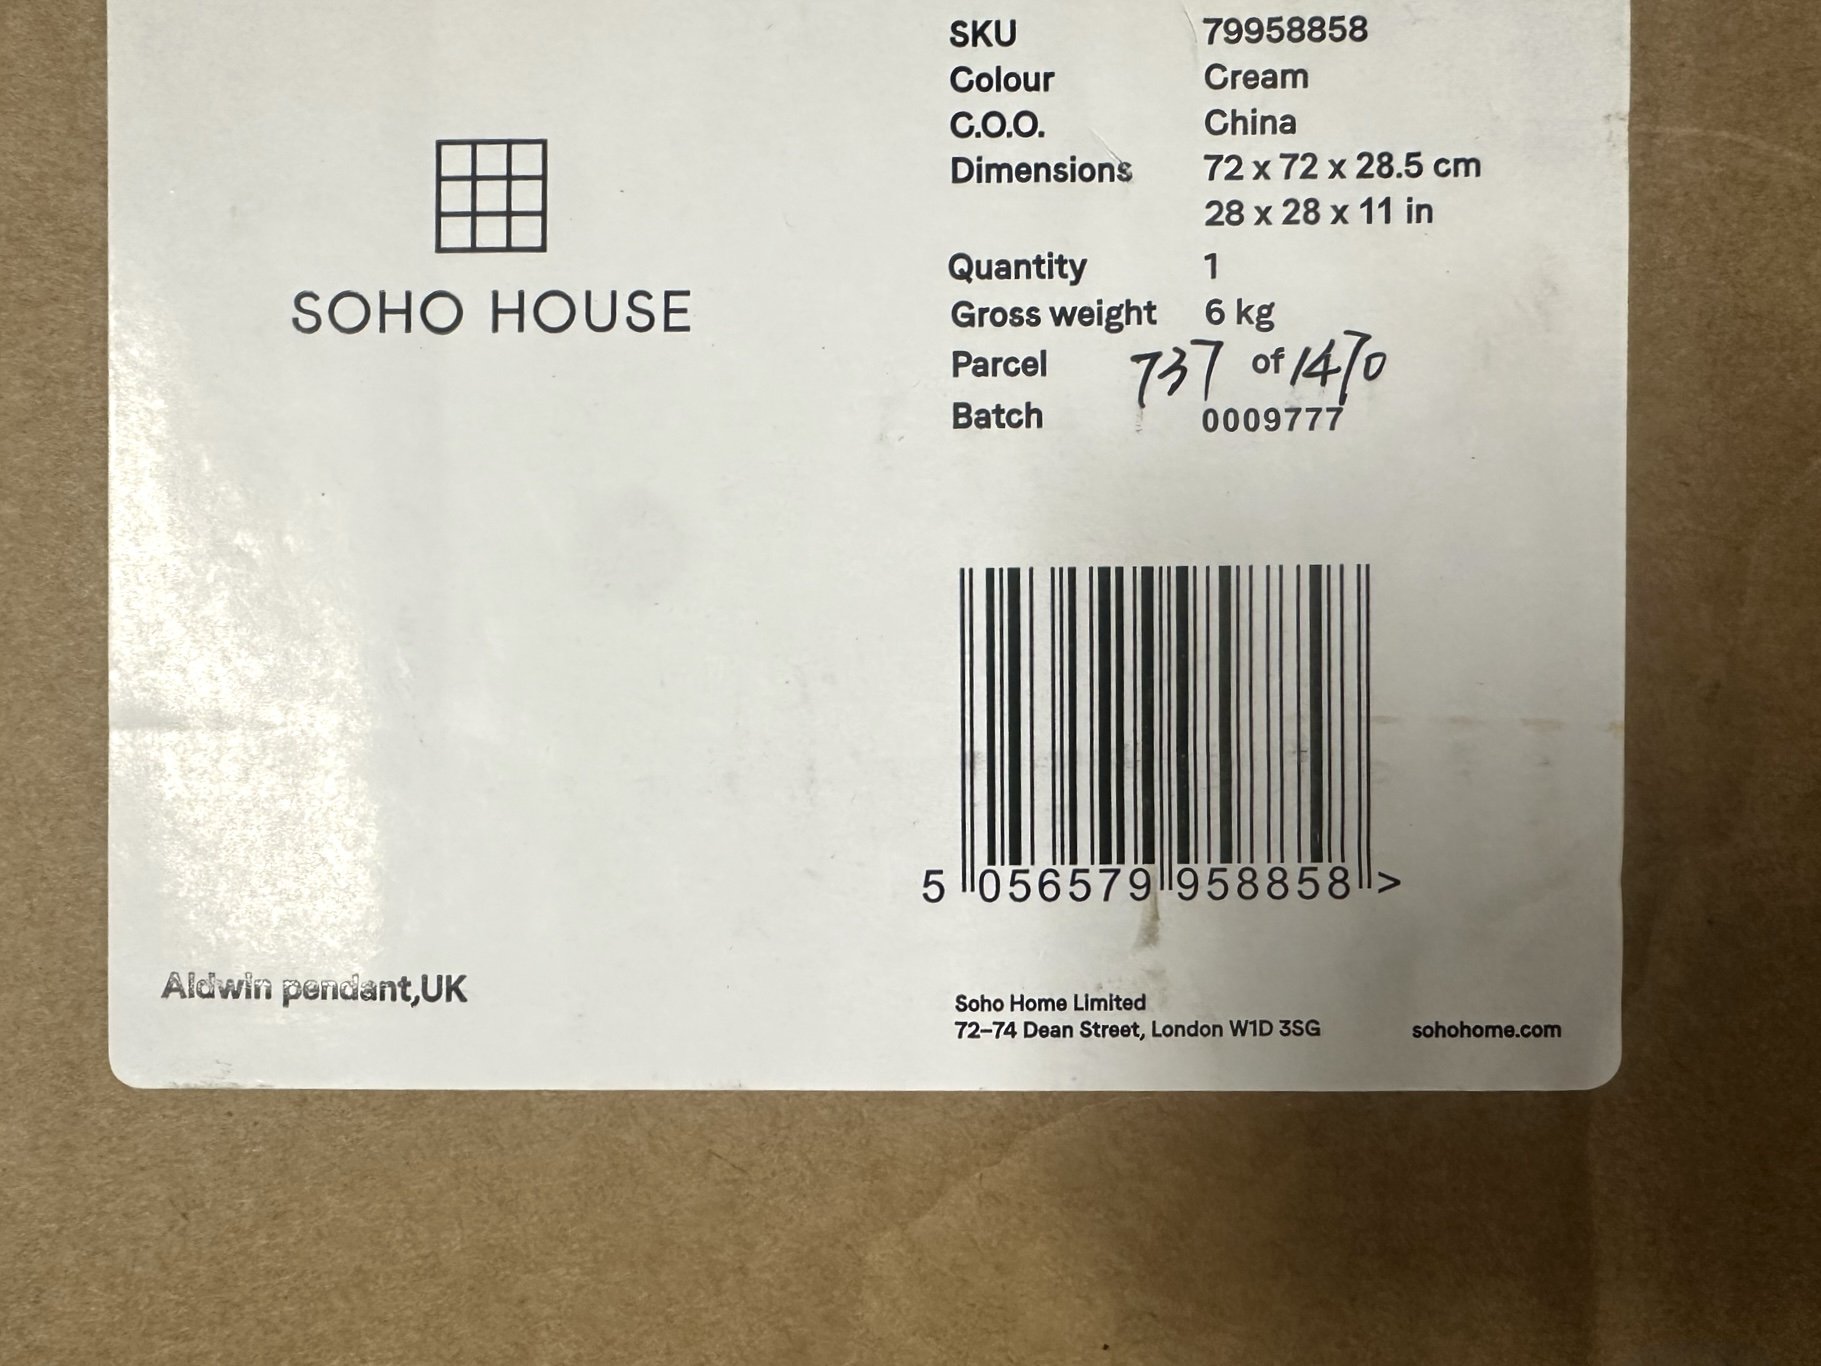 SKU 79958858
Colour Cream
C.O.O. China
Dimensions 72 x 72 x 28.5 cm
28 x 28 x 11 in
Quantity 1
Gross weight 6 kg
Parcel 737 of 1470
Batch 0009777
SOHO HOUSE
5 056579 958858 >
Aldwin pendant,UK
Soho Home Limited
72–74 Dean Street, London W1D 3SG
sohohome.com